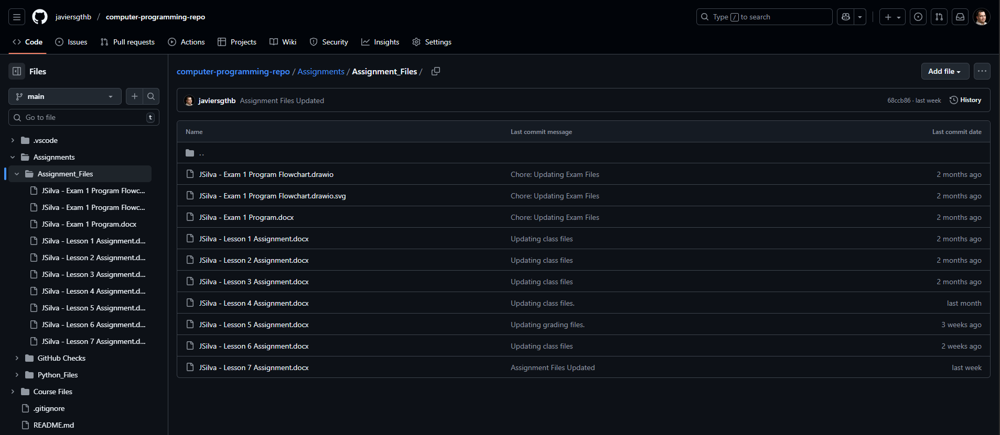 javiersgthb / computer-programming-repo
Type / to search
Code Issues Pull requests Actions Projects Wiki Security Insights Settings
Files
main
Go to file t
.vscode
Assignments
Assignment_Files
JSilva - Exam 1 Program Flowc...
JSilva - Exam 1 Program Flowc...
JSilva - Exam 1 Program.docx
JSilva - Lesson 1 Assignment.d...
JSilva - Lesson 2 Assignment.d...
JSilva - Lesson 3 Assignment.d...
JSilva - Lesson 4 Assignment.d...
JSilva - Lesson 5 Assignment.d...
JSilva - Lesson 6 Assignment.d...
JSilva - Lesson 7 Assignment.d...
GitHub Checks
Python_Files
Course Files
.gitignore
README.md
computer-programming-repo / Assignments / Assignment_Files /
Add file
javiersgthb Assignment Files Updated 68ccb86 · last week History
Name Last commit message Last commit date
..
JSilva - Exam 1 Program Flowchart.drawio Chore: Updating Exam Files 2 months ago
JSilva - Exam 1 Program Flowchart.drawio.svg Chore: Updating Exam Files 2 months ago
JSilva - Exam 1 Program.docx Chore: Updating Exam Files 2 months ago
JSilva - Lesson 1 Assignment.docx Updating class files 2 months ago
JSilva - Lesson 2 Assignment.docx Updating class files 2 months ago
JSilva - Lesson 3 Assignment.docx Updating class files 2 months ago
JSilva - Lesson 4 Assignment.docx Updating class files. last month
JSilva - Lesson 5 Assignment.docx Updating grading files. 3 weeks ago
JSilva - Lesson 6 Assignment.docx Updating class files 2 weeks ago
JSilva - Lesson 7 Assignment.docx Assignment Files Updated last week